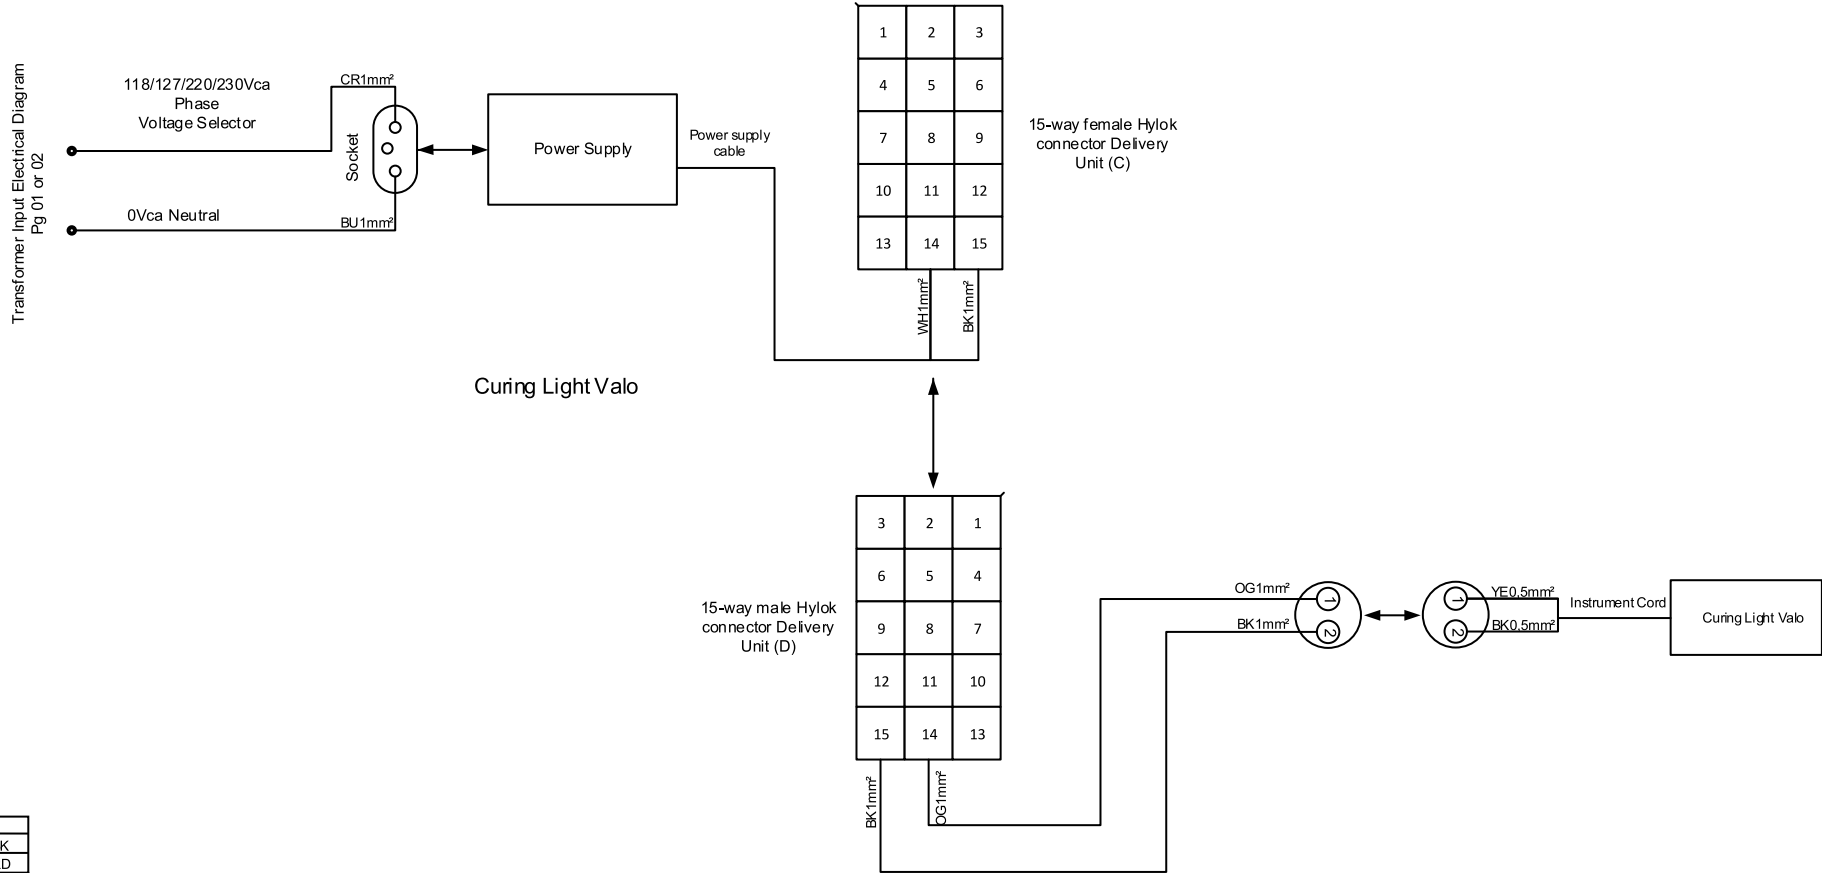 Transformer Input Electrical Diagram
Pg 01 or 02
118/127/220/230Vca
Phase
Voltage Selector
0Vca Neutral
CR1mm²
BU1mm²
Socket
Power Supply
Power supply
cable
1 2 3
4 5 6
7 8 9
10 11 12
13 14 15
15-way female Hylok
connector Delivery
Unit (C)
WH1mm²
BK1mm²
Curing Light Valo
3 2 1
6 5 4
9 8 7
12 11 10
15 14 13
15-way male Hylok
connector Delivery
Unit (D)
BK1mm²
OG1mm²
OG1mm²
BK1mm²
1
2
1
2
YE0,5mm²
BK0,5mm²
Instrument Cord
Curing Light Valo
K
D